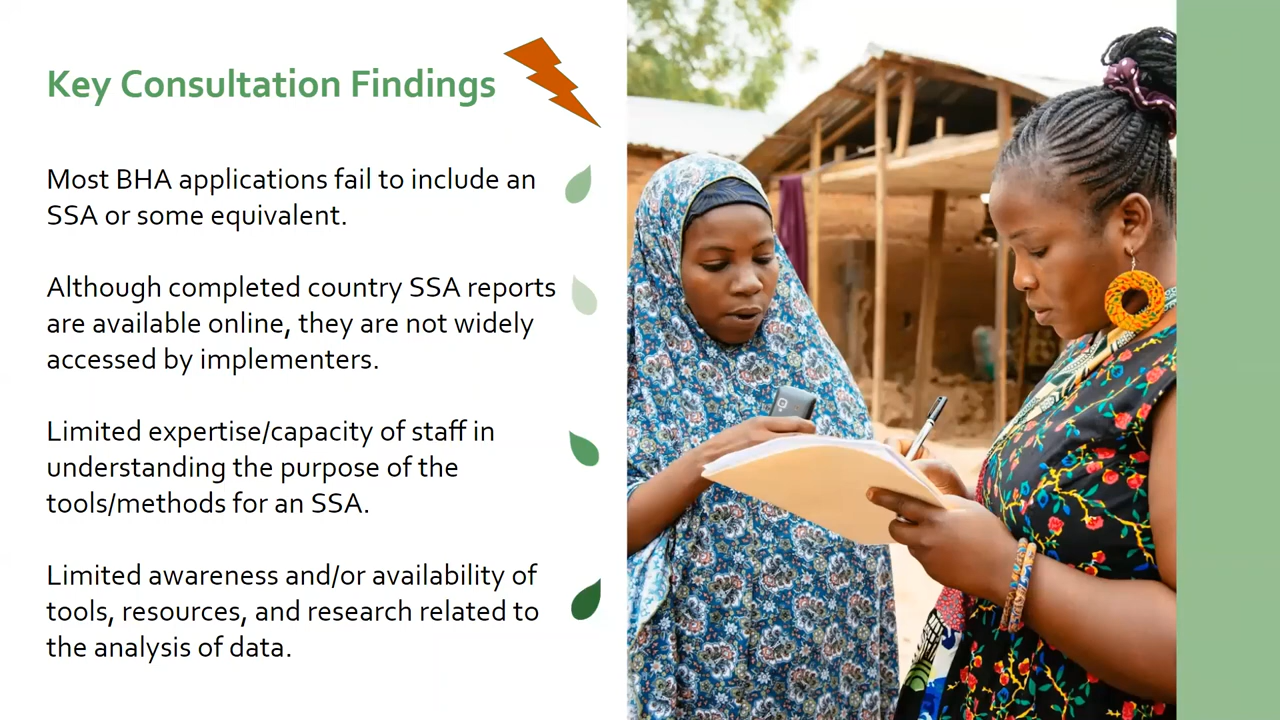 Key Consultation Findings
Most BHA applications fail to include an
SSA or some equivalent.
Although completed country SSA reports
are available online, they are not widely
accessed by implementers.
Limited expertise/capacity of staff in
understanding the purpose of the
tools/methods for an SSA.
Limited awareness and/or availability of
tools, resources, and research related to
the analysis of data.